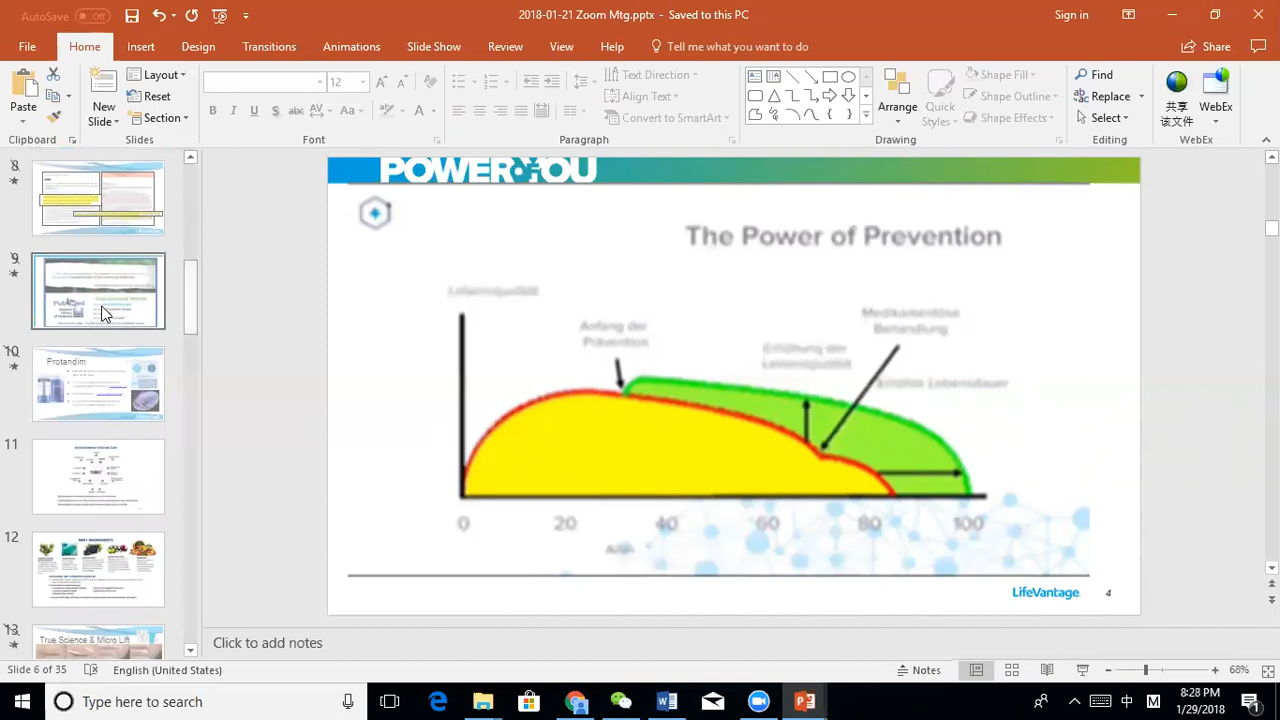 AutoSave Off
2018-01-21 Zoom Mtg.pptx - Saved to this PC
Sign in
File Home Insert Design Transitions Animations Slide Show Review View Help Tell me what you want to do Share
Paste
New
Slide
Layout
Reset
Section
12
B I U S abc AV Aa A
Text Direction
Align Text
Convert to SmartArt
Arrange
Quick
Styles
Shape Fill
Shape Outline
Shape Effects
Find
Replace
Select
共享
该文件
WebEx
Clipboard Slides Font Paragraph Drawing Editing WebEx
8
9
10
Protandim
11
12
13
True Science & Micro Lift
POWER OF YOU
The Power of Prevention
Anfang der
Prävention
Medikamentöse
Behandlung
0 20 40 60 80 100
LifeVantage
4
Click to add notes
Slide 6 of 35
English (United States)
Notes
68%
Type here to search
中
M
8:28 PM
1/29/2018